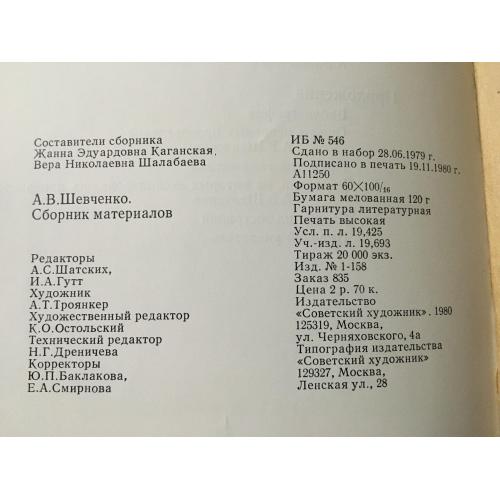 Составители сборника
Жанна Эдуардовна Каганская,
Вера Николаевна Шалабаева
А.В.Шевченко.
Сборник материалов
Редакторы
А.С.Шатских,
И.А.Гутт
Художник
А.Т.Троянкер
Художественный редактор
К.О.Остольский
Технический редактор
Н.Г.Дреничева
Корректоры
Ю.П.Баклакова,
Е.А.Смирнова
ИБ № 546
Сдано в набор 28.06.1979 г.
Подписано в печать 19.11.1980 г.
А11250
Формат 60×100/16
Бумага мелованная 120 г
Гарнитура литературная
Печать высокая
Усл. п. л. 19,425
Уч.-изд. л. 19,693
Тираж 20 000 экз.
Изд. № 1-158
Заказ 835
Цена 2 р. 70 к.
Издательство
«Советский художник». 1980
125319, Москва,
ул. Черняховского, 4а
Типография издательства
«Советский художник»
129327, Москва,
Ленская ул., 28